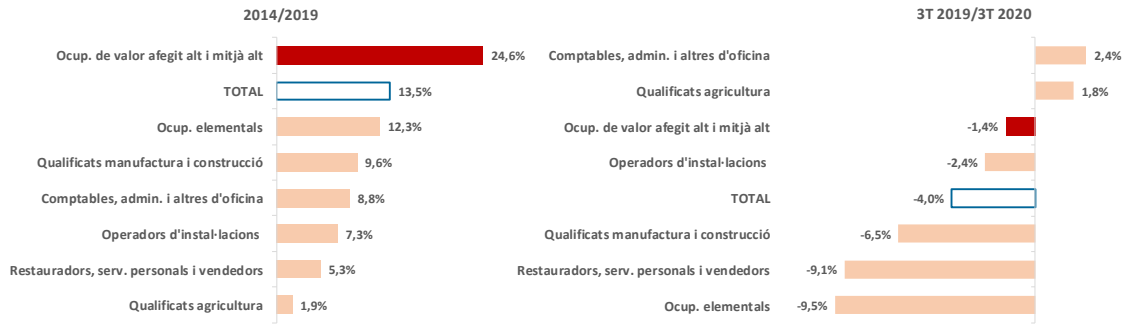 2014/2019
Ocup. de valor afegit alt i mitjà alt 24,6%
TOTAL 13,5%
Ocup. elementals 12,3%
Qualificats manufactura i construcció 9,6%
Comptables, admin. i altres d'oficina 8,8%
Operadors d'instal·lacions 7,3%
Restauradors, serv. personals i vendedors 5,3%
Qualificats agricultura 1,9%
3T 2019/3T 2020
Comptables, admin. i altres d'oficina 2,4%
Qualificats agricultura 1,8%
Ocup. de valor afegit alt i mitjà alt -1,4%
Operadors d'instal·lacions -2,4%
TOTAL -4,0%
Qualificats manufactura i construcció -6,5%
Restauradors, serv. personals i vendedors -9,1%
Ocup. elementals -9,5%